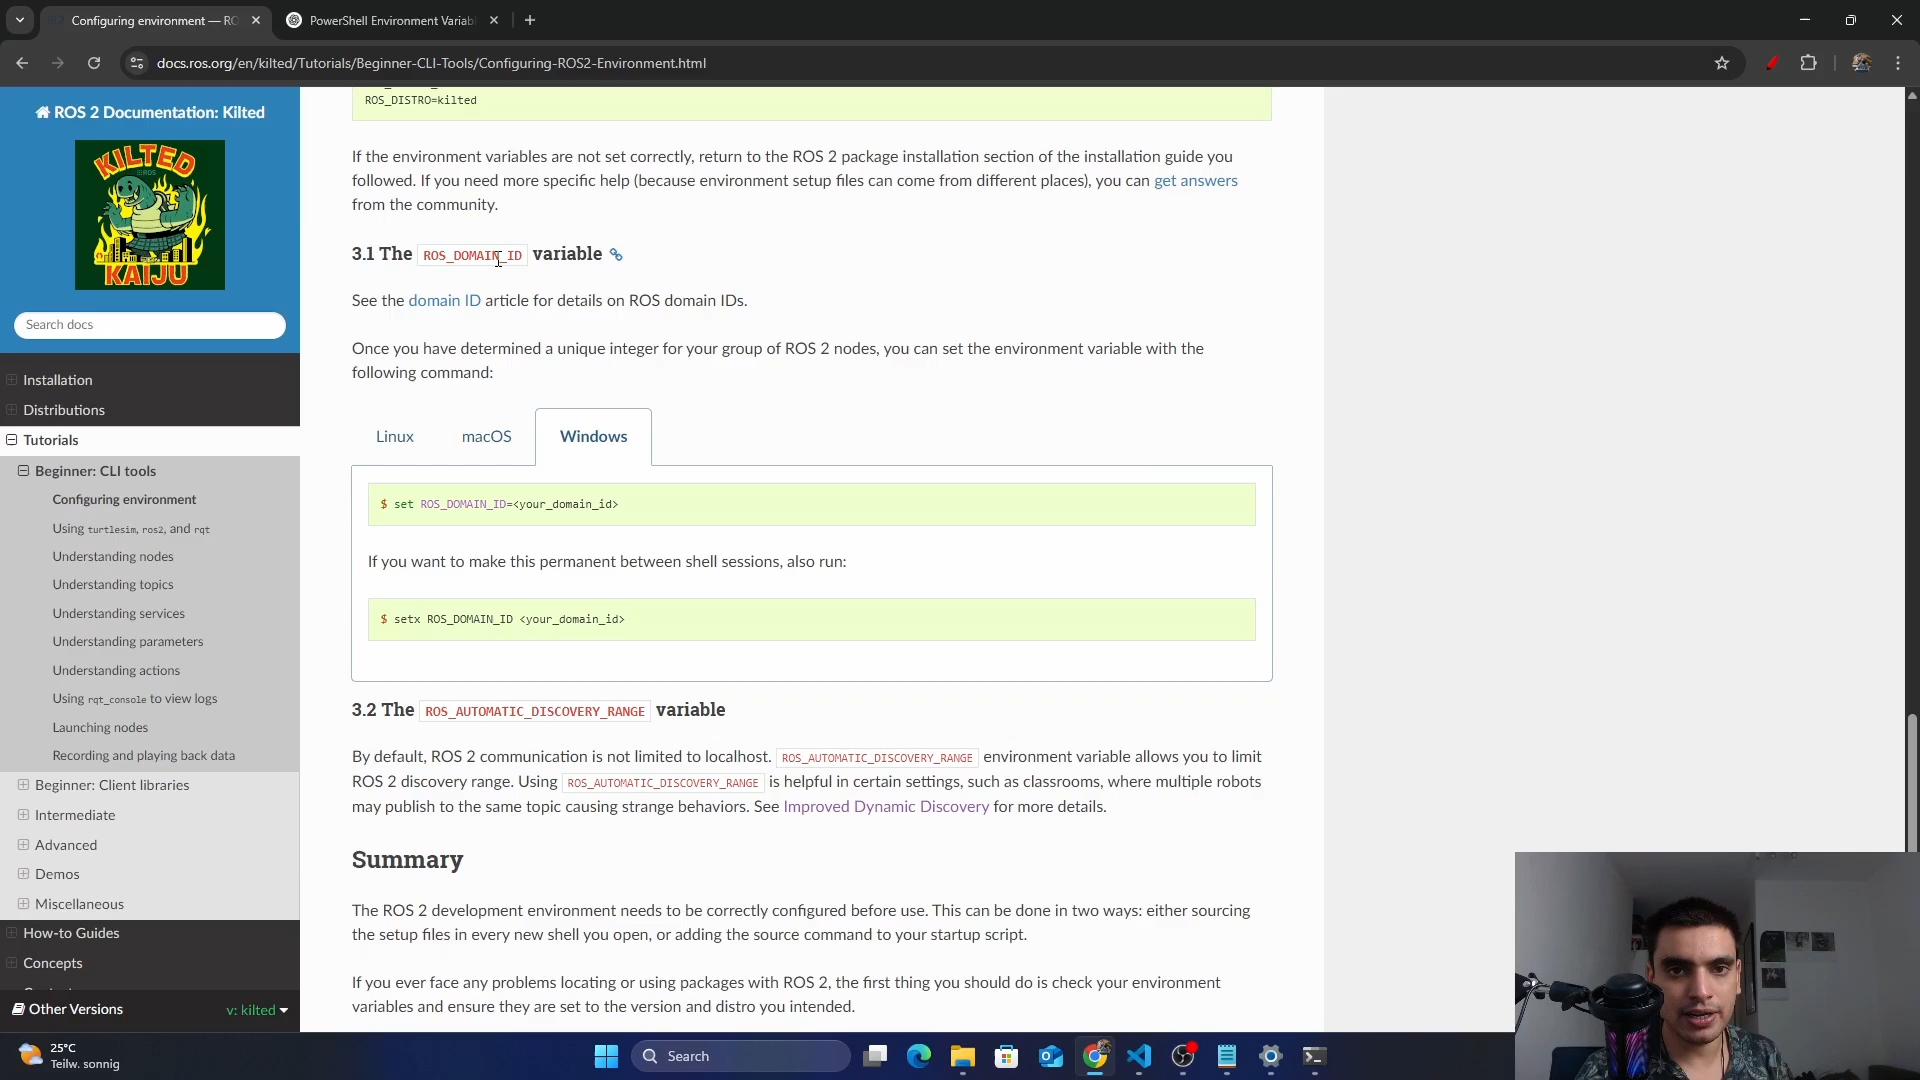 Configuring environment — RO
PowerShell Environment Variab
docs.ros.org/en/kilted/Tutorials/Beginner-CLI-Tools/Configuring-ROS2-Environment.html
ROS 2 Documentation: Kilted
KILTED
ROS
KAIJU
Search docs
Installation
Distributions
Tutorials
Beginner: CLI tools
Configuring environment
Using turtlesim, ros2, and rqt
Understanding nodes
Understanding topics
Understanding services
Understanding parameters
Understanding actions
Using rqt_console to view logs
Launching nodes
Recording and playing back data
Beginner: Client libraries
Intermediate
Advanced
Demos
Miscellaneous
How-to Guides
Concepts
Other Versions
v: kilted
ROS_DISTRO=kilted
If the environment variables are not set correctly, return to the ROS 2 package installation section of the installation guide you
followed. If you need more specific help (because environment setup files can come from different places), you can get answers
from the community.
3.1 The ROS_DOMAIN_ID variable
See the domain ID article for details on ROS domain IDs.
Once you have determined a unique integer for your group of ROS 2 nodes, you can set the environment variable with the
following command:
Linux
macOS
Windows
$ set ROS_DOMAIN_ID=<your_domain_id>
If you want to make this permanent between shell sessions, also run:
$ setx ROS_DOMAIN_ID <your_domain_id>
3.2 The ROS_AUTOMATIC_DISCOVERY_RANGE variable
By default, ROS 2 communication is not limited to localhost. ROS_AUTOMATIC_DISCOVERY_RANGE environment variable allows you to limit
ROS 2 discovery range. Using ROS_AUTOMATIC_DISCOVERY_RANGE is helpful in certain settings, such as classrooms, where multiple robots
may publish to the same topic causing strange behaviors. See Improved Dynamic Discovery for more details.
Summary
The ROS 2 development environment needs to be correctly configured before use. This can be done in two ways: either sourcing
the setup files in every new shell you open, or adding the source command to your startup script.
If you ever face any problems locating or using packages with ROS 2, the first thing you should do is check your environment
variables and ensure they are set to the version and distro you intended.
25°C
Teilw. sonnig
Search